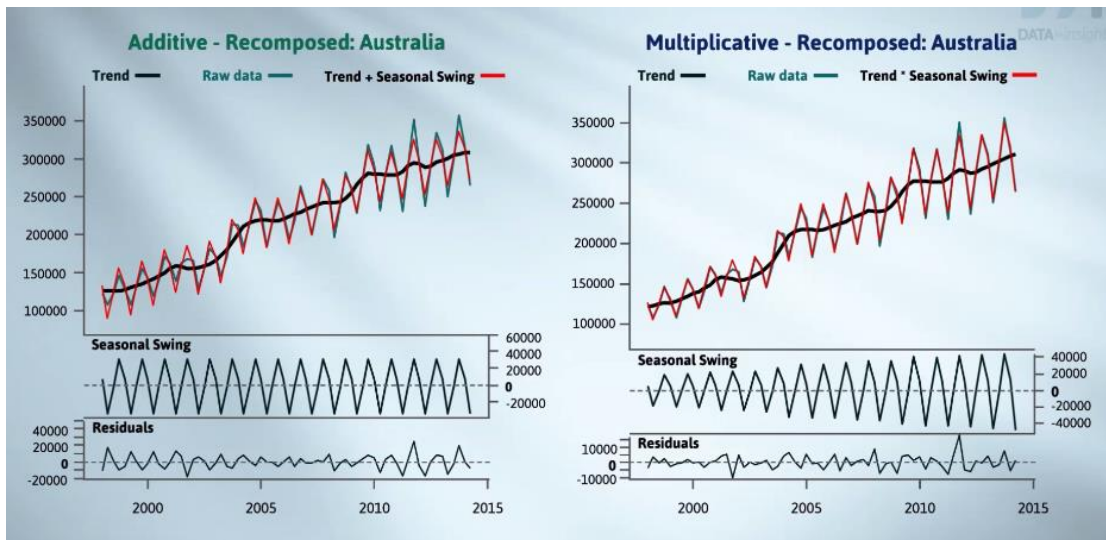 DATA-insight
Additive - Recomposed: Australia
Trend Raw data Trend + Seasonal Swing
350000
300000
250000
200000
150000
100000
Seasonal Swing
60000
40000
20000
0
-20000
Residuals
40000
20000
0
-20000
2000 2005 2010 2015
Multiplicative - Recomposed: Australia
Trend Raw data Trend * Seasonal Swing
350000
300000
250000
200000
150000
100000
Seasonal Swing
40000
20000
0
-20000
-40000
Residuals
10000
0
-10000
2000 2005 2010 2015